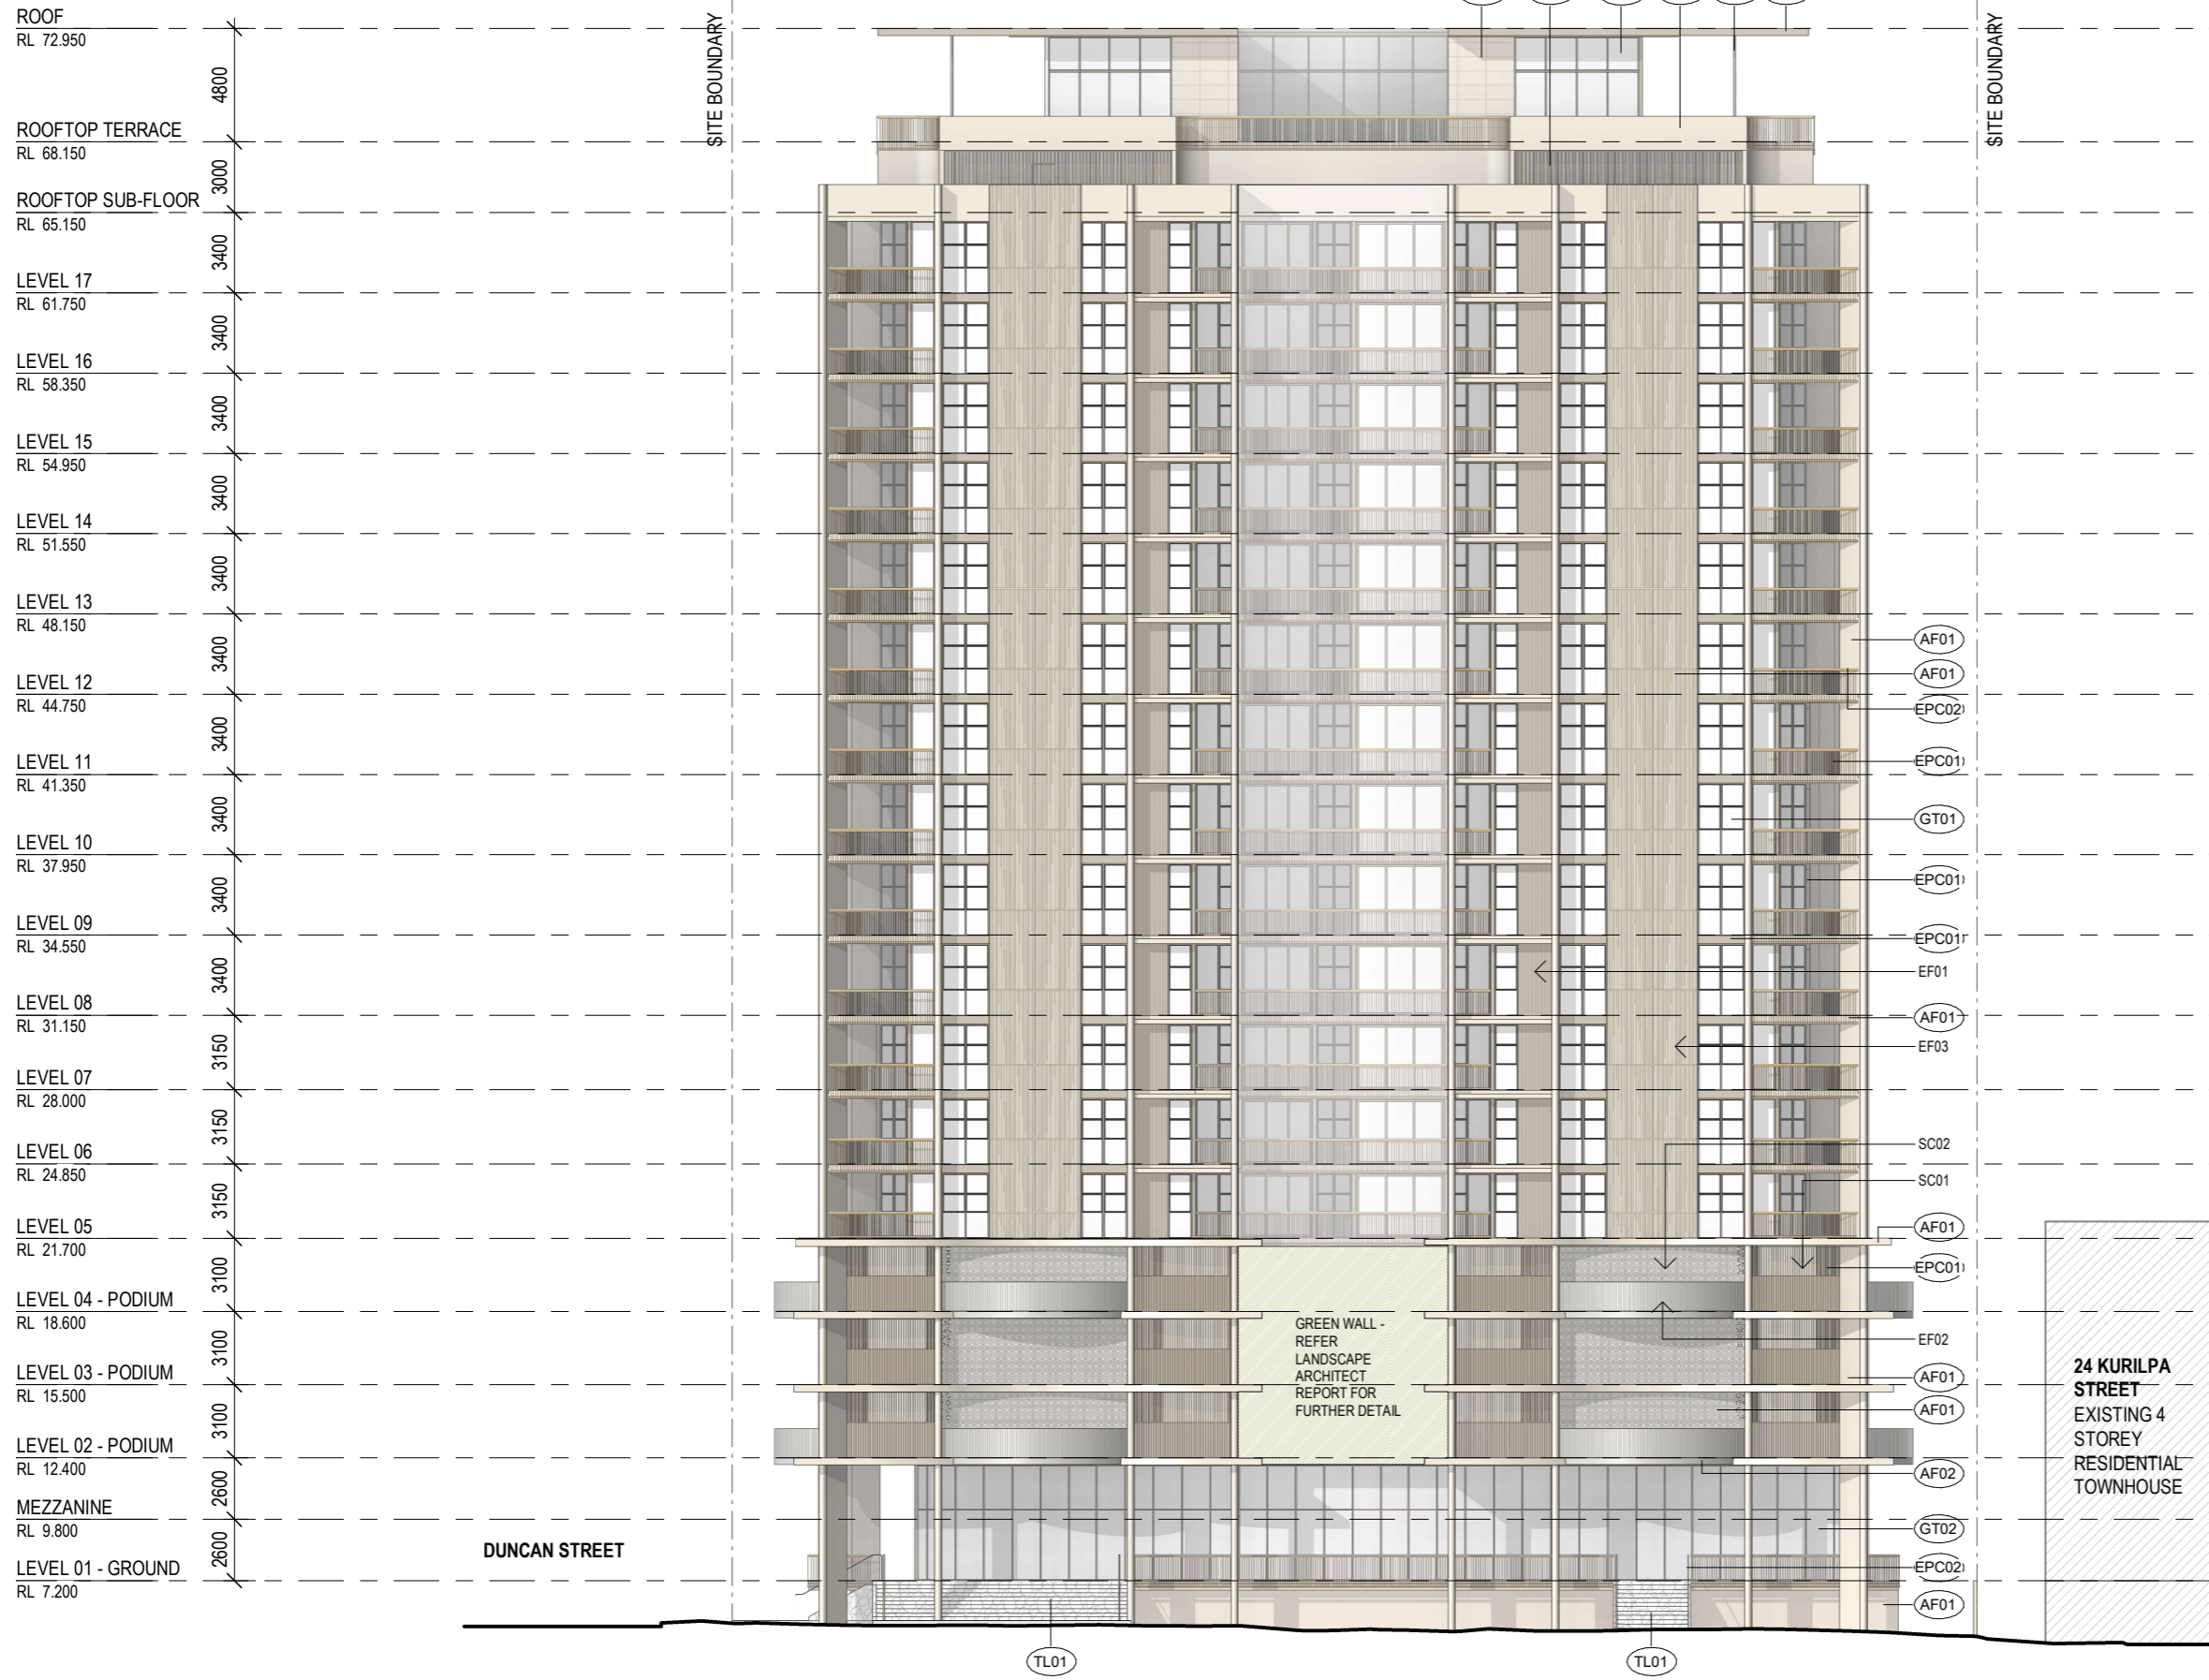 ROOF
RL 72.950
4800
ROOFTOP TERRACE
RL 68.150
3000
ROOFTOP SUB-FLOOR
RL 65.150
3400
LEVEL 17
RL 61.750
3400
LEVEL 16
RL 58.350
3400
LEVEL 15
RL 54.950
3400
LEVEL 14
RL 51.550
3400
LEVEL 13
RL 48.150
3400
LEVEL 12
RL 44.750
3400
LEVEL 11
RL 41.350
3400
LEVEL 10
RL 37.950
3400
LEVEL 09
RL 34.550
3400
LEVEL 08
RL 31.150
3150
LEVEL 07
RL 28.000
3150
LEVEL 06
RL 24.850
3150
LEVEL 05
RL 21.700
3100
LEVEL 04 - PODIUM
RL 18.600
3100
LEVEL 03 - PODIUM
RL 15.500
3100
LEVEL 02 - PODIUM
RL 12.400
2600
MEZZANINE
RL 9.800
2600
LEVEL 01 - GROUND
RL 7.200
SITE BOUNDARY
SITE BOUNDARY
DUNCAN STREET
GREEN WALL -
REFER
LANDSCAPE
ARCHITECT
REPORT FOR
FURTHER DETAIL
AF01
AF01
EPC02
EPC01
GT01
EPC01
EPC01
EF01
AF01
EF03
SC02
SC01
AF01
EPC01
EF02
AF01
AF01
AF02
GT02
EPC02
AF01
TL01
TL01
24 KURILPA
STREET
EXISTING 4
STOREY
RESIDENTIAL
TOWNHOUSE